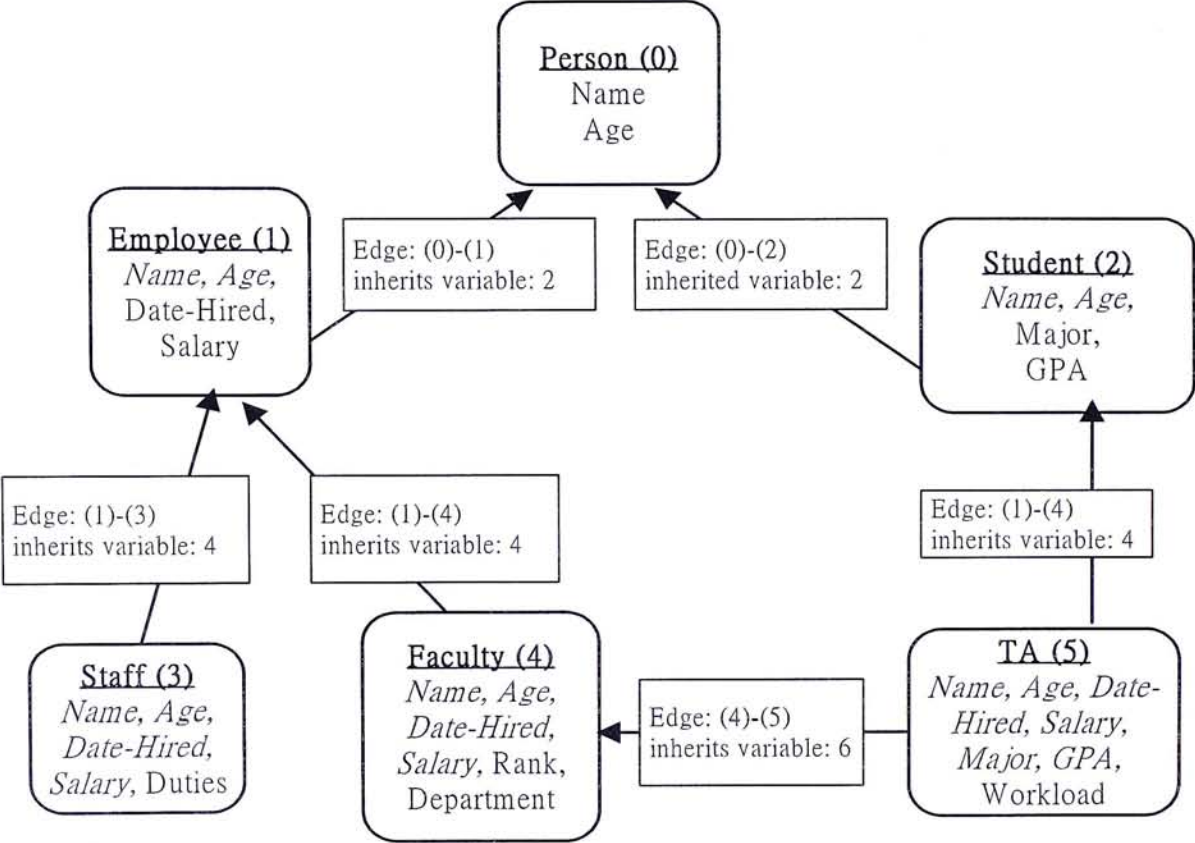 Person (0)
Name
Age
Employee (1)
Name, Age,
Date-Hired,
Salary
Edge: (0)-(1)
inherits variable: 2
Edge: (0)-(2)
inherited variable: 2
Student (2)
Name, Age,
Major,
GPA
Edge: (1)-(3)
inherits variable: 4
Edge: (1)-(4)
inherits variable: 4
Edge: (1)-(4)
inherits variable: 4
Staff (3)
Name, Age,
Date-Hired,
Salary, Duties
Faculty (4)
Name, Age,
Date-Hired,
Salary, Rank,
Department
Edge: (4)-(5)
inherits variable: 6
TA (5)
Name, Age, Date-
Hired, Salary,
Major, GPA,
Workload